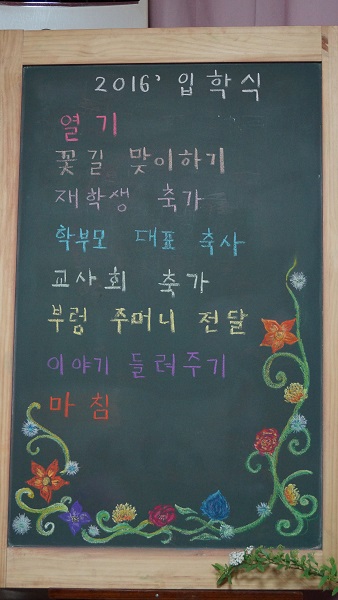 2016' 입학식
열기
꽃길 맞이하기
재학생 축가
학부모 대표 축사
교사회 축가
부럼 주머니 전달
이야기 들려주기
마침